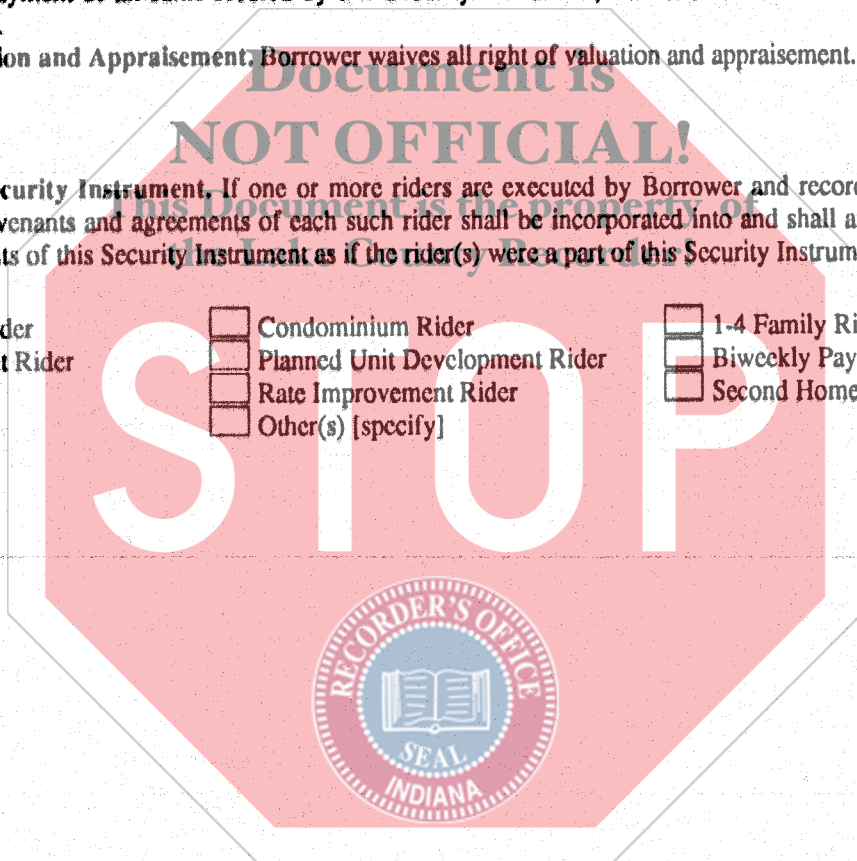 ion and Appraisement. Borrower waives all right of valuation and appraisement.
Document is
NOT OFFICIAL!
curity Instrument. If one or more riders are executed by Borrower and record
This Document is the property of
venants and agreements of each such rider shall be incorporated into and shall a
the Lake County Recorder!
ts of this Security Instrument as if the rider(s) were a part of this Security Instrum
der
Condominium Rider
1-4 Family Ri
t Rider
Planned Unit Development Rider
Biweekly Pay
Rate Improvement Rider
Second Home
Other(s) [specify]
STOP
RECORDER'S OFFICE
SEAL
INDIANA